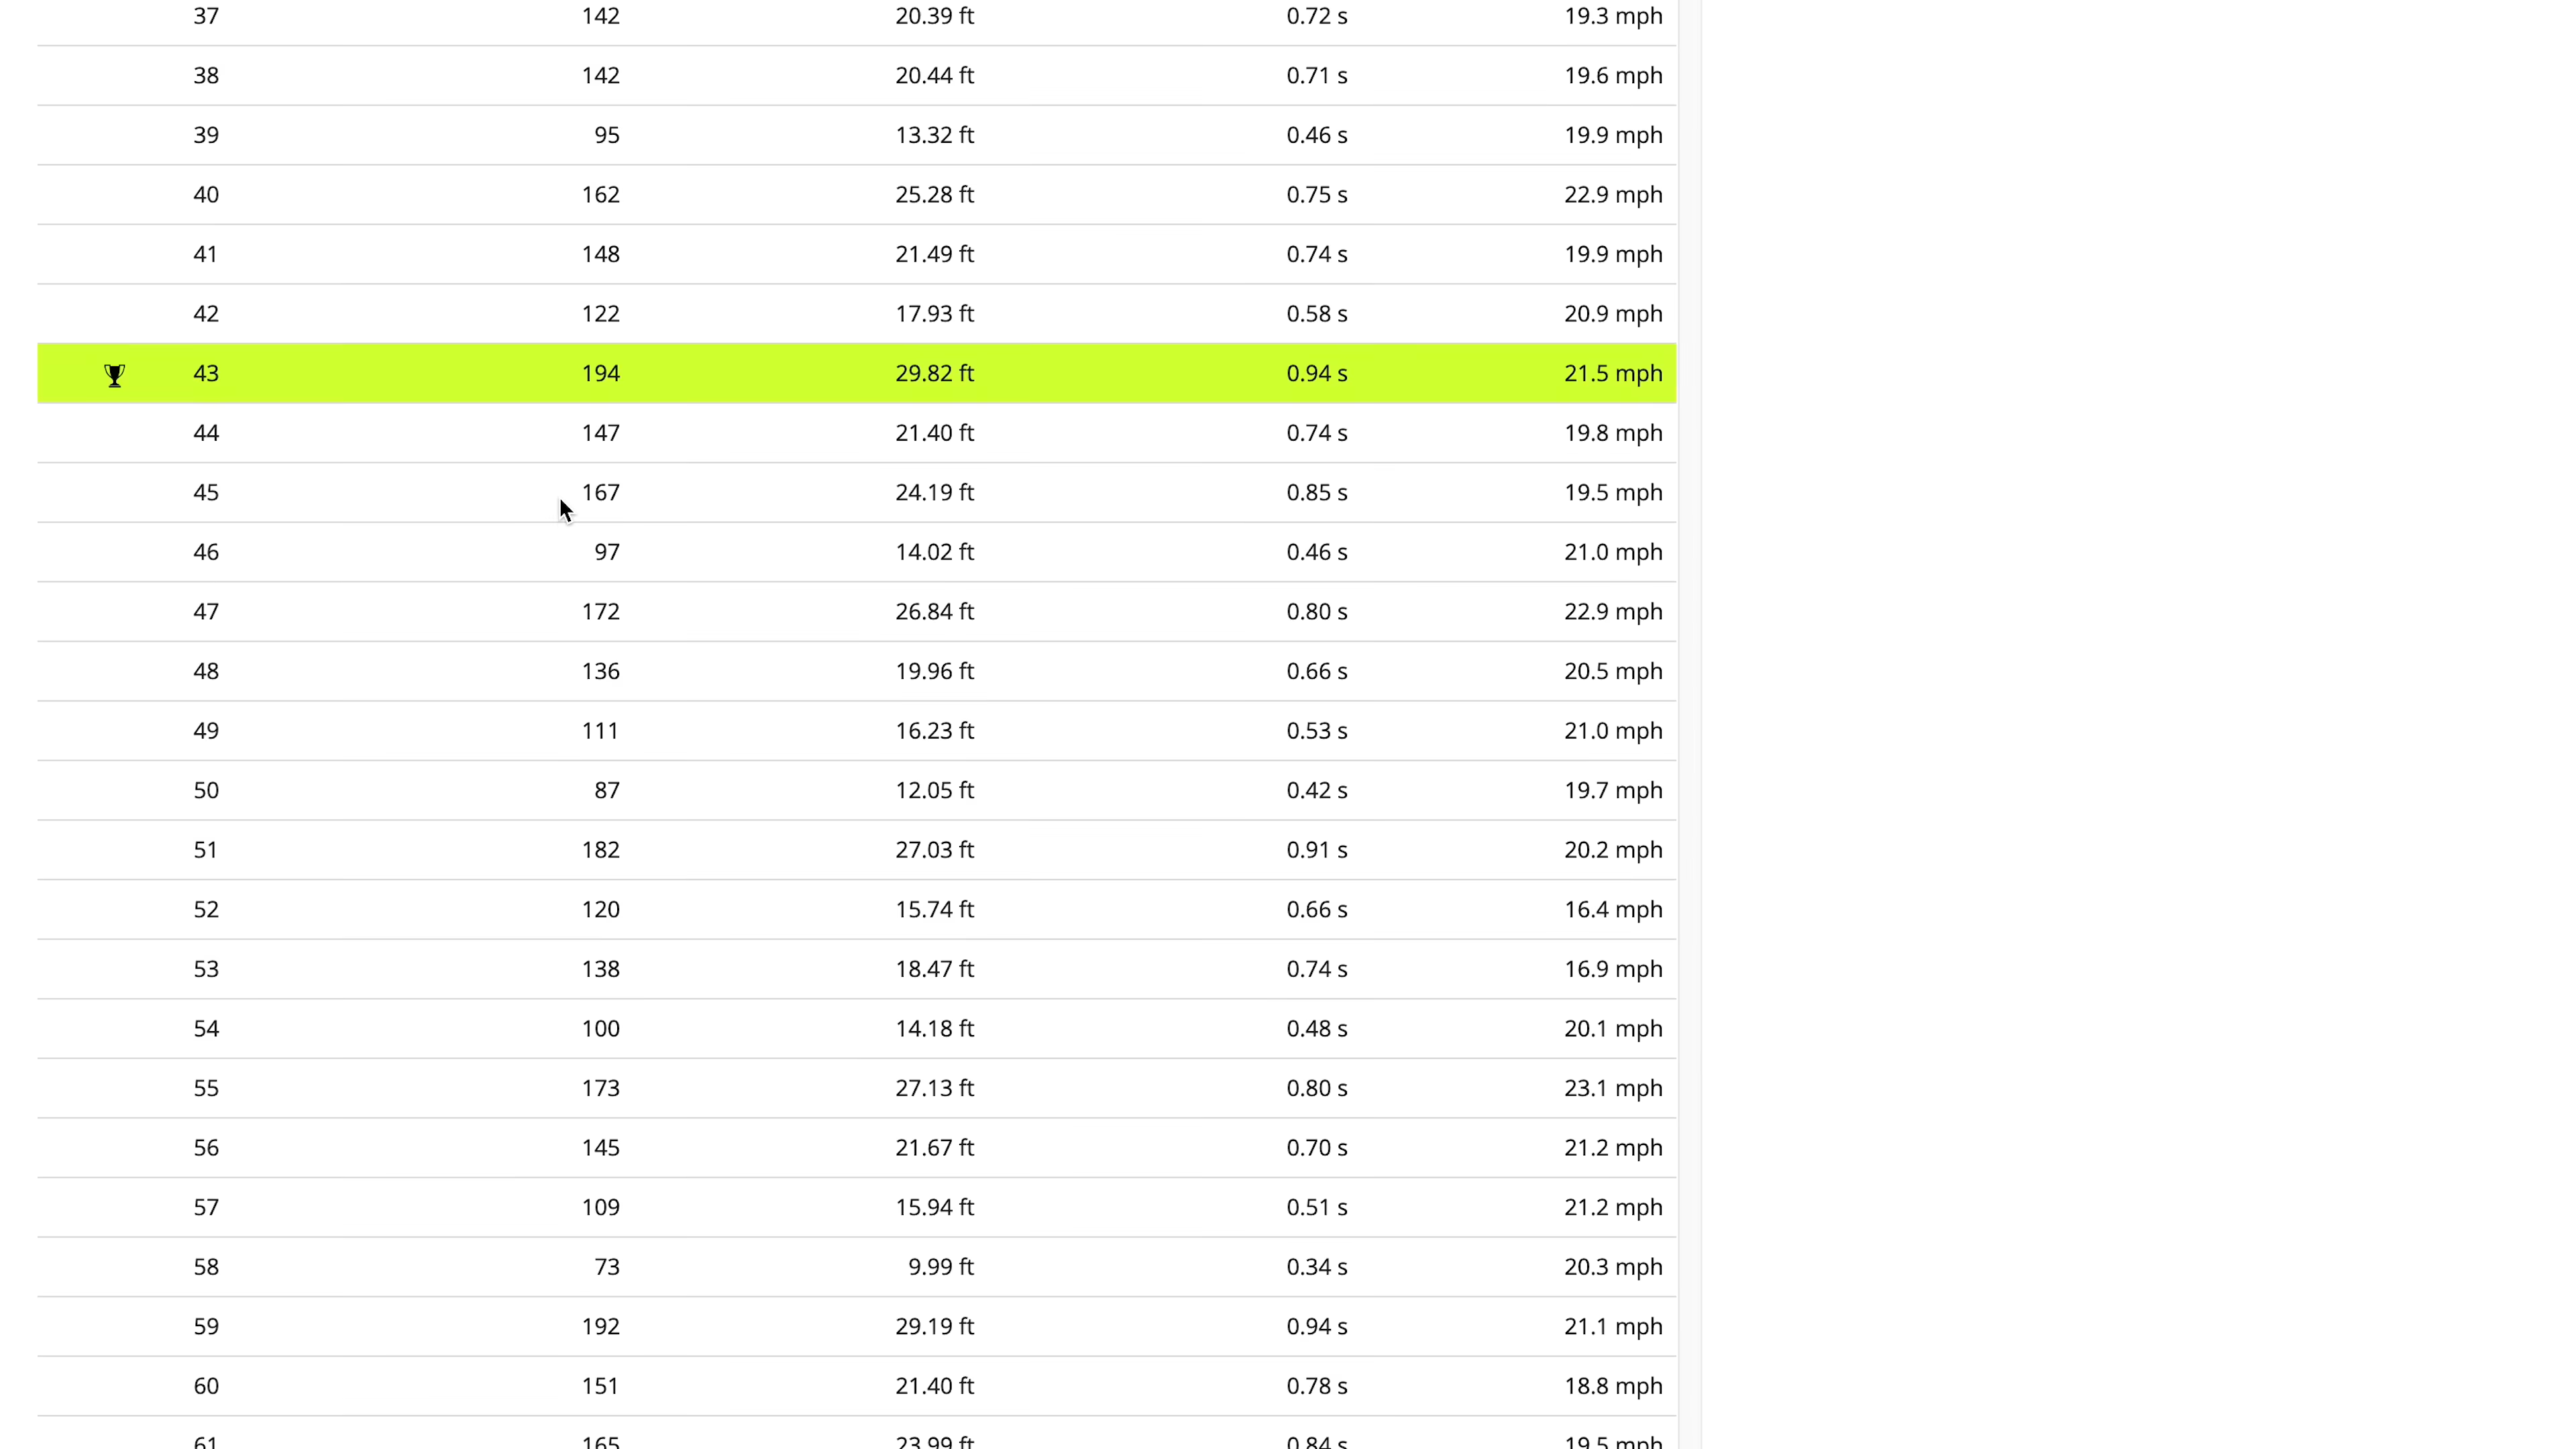 37 142 20.39 ft 0.72 s 19.3 mph
38 142 20.44 ft 0.71 s 19.6 mph
39 95 13.32 ft 0.46 s 19.9 mph
40 162 25.28 ft 0.75 s 22.9 mph
41 148 21.49 ft 0.74 s 19.9 mph
42 122 17.93 ft 0.58 s 20.9 mph
43 194 29.82 ft 0.94 s 21.5 mph
44 147 21.40 ft 0.74 s 19.8 mph
45 167 24.19 ft 0.85 s 19.5 mph
46 97 14.02 ft 0.46 s 21.0 mph
47 172 26.84 ft 0.80 s 22.9 mph
48 136 19.96 ft 0.66 s 20.5 mph
49 111 16.23 ft 0.53 s 21.0 mph
50 87 12.05 ft 0.42 s 19.7 mph
51 182 27.03 ft 0.91 s 20.2 mph
52 120 15.74 ft 0.66 s 16.4 mph
53 138 18.47 ft 0.74 s 16.9 mph
54 100 14.18 ft 0.48 s 20.1 mph
55 173 27.13 ft 0.80 s 23.1 mph
56 145 21.67 ft 0.70 s 21.2 mph
57 109 15.94 ft 0.51 s 21.2 mph
58 73 9.99 ft 0.34 s 20.3 mph
59 192 29.19 ft 0.94 s 21.1 mph
60 151 21.40 ft 0.78 s 18.8 mph
61 165 23.99 ft 0.84 s 19.5 mph